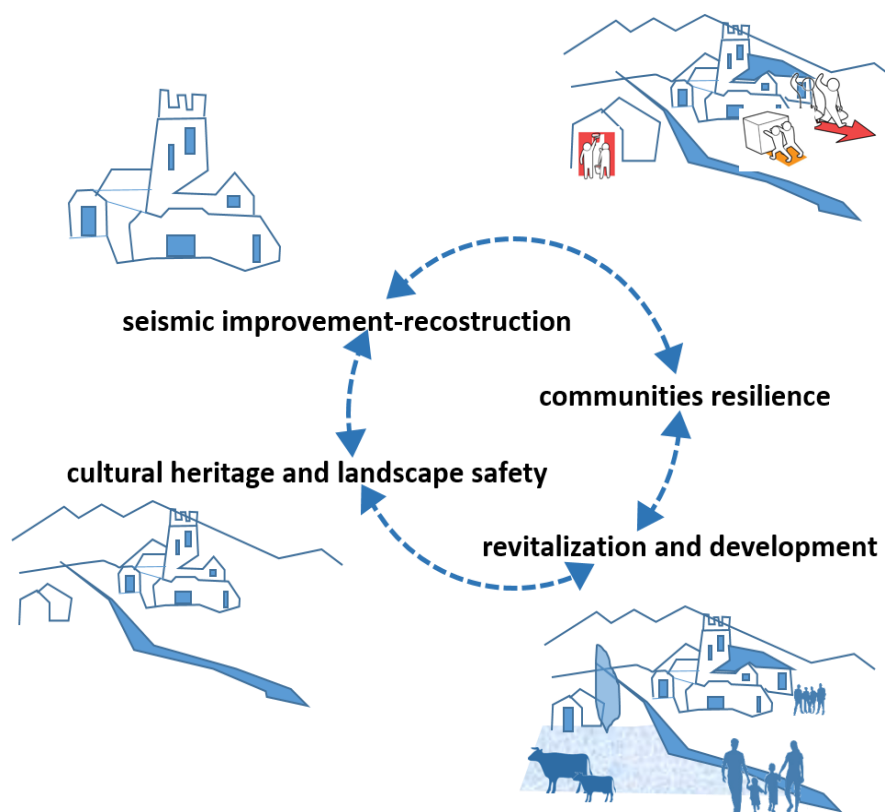 seismic improvement-recostruction
communities resilience
cultural heritage and landscape safety
revitalization and development